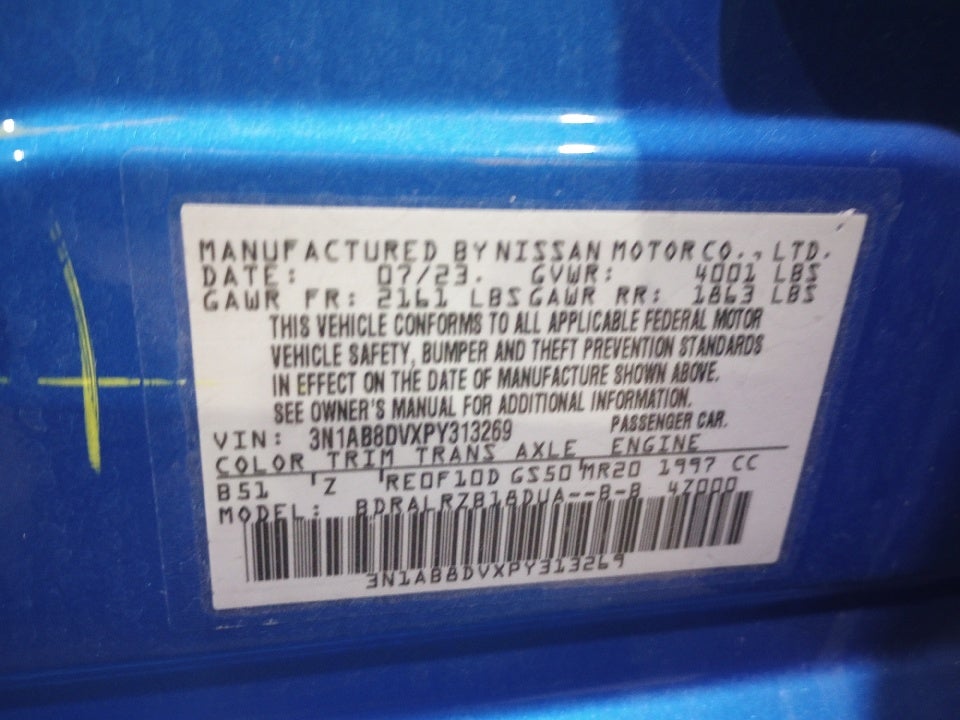 MANUFACTURED BY NISSAN MOTOR CO., LTD.
DATE: 07/23. GVWR: 4001 LBS
GAWR FR: 2161 LBS GAWR RR: 1863 LBS
THIS VEHICLE CONFORMS TO ALL APPLICABLE FEDERAL MOTOR
VEHICLE SAFETY, BUMPER AND THEFT PREVENTION STANDARDS
IN EFFECT ON THE DATE OF MANUFACTURE SHOWN ABOVE.
SEE OWNER'S MANUAL FOR ADDITIONAL INFORMATION.
VIN: 3N1AB8DVXPY313269 PASSENGER CAR.
COLOR TRIM TRANS AXLE ENGINE
B51 Z RE0F10D GS50 MR20 1997 CC
MODEL: BDRALRZB18DUA--B-B 4Z000
3N1AB8DVXPY313269